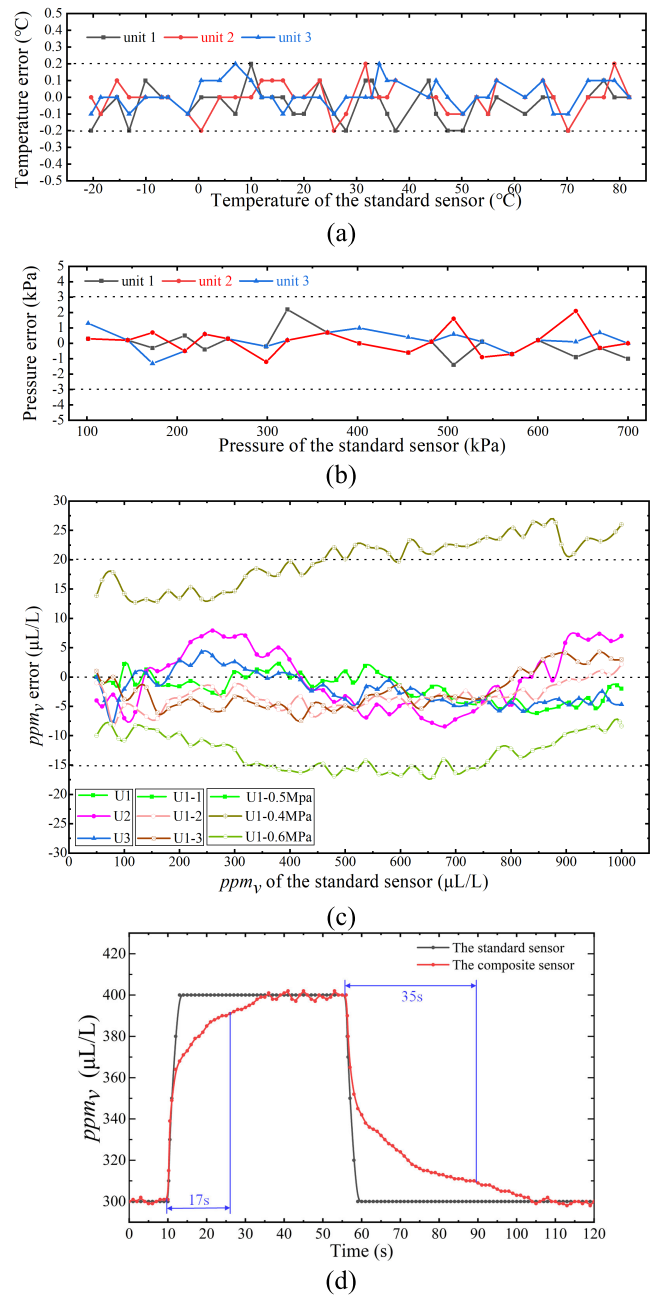 0.5
0.4
0.3
0.2
0.1
0.0
-0.1
-0.2
-0.3
-0.4
-0.5
Temperature error (℃)
unit 1 unit 2 unit 3
-20 -10 0 10 20 30 40 50 60 70 80
Temperature of the standard sensor (℃)
(a)
5
4
3
2
1
0
-1
-2
-3
-4
-5
Pressure error (kPa)
unit 1 unit 2 unit 3
100 200 300 400 500 600 700
Pressure of the standard sensor (kPa)
(b)
30
25
20
15
10
5
0
-5
-10
-15
-20
-25
-30
ppmv error (μL/L)
U1 U1-1 U1-0.5Mpa
U2 U1-2 U1-0.4MPa
U3 U1-3 U1-0.6MPa
100 200 300 400 500 600 700 800 900 1000
ppmv of the standard sensor (μL/L)
(c)
420
400
380
360
340
320
300
ppmv (μL/L)
The standard sensor
The composite sensor
35s
17s
0 10 20 30 40 50 60 70 80 90 100 110 120
Time (s)
(d)